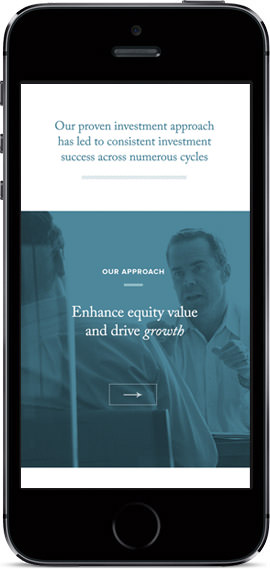 Our proven investment approach
has led to consistent investment
success across numerous cycles
OUR APPROACH
Enhance equity value
and drive growth